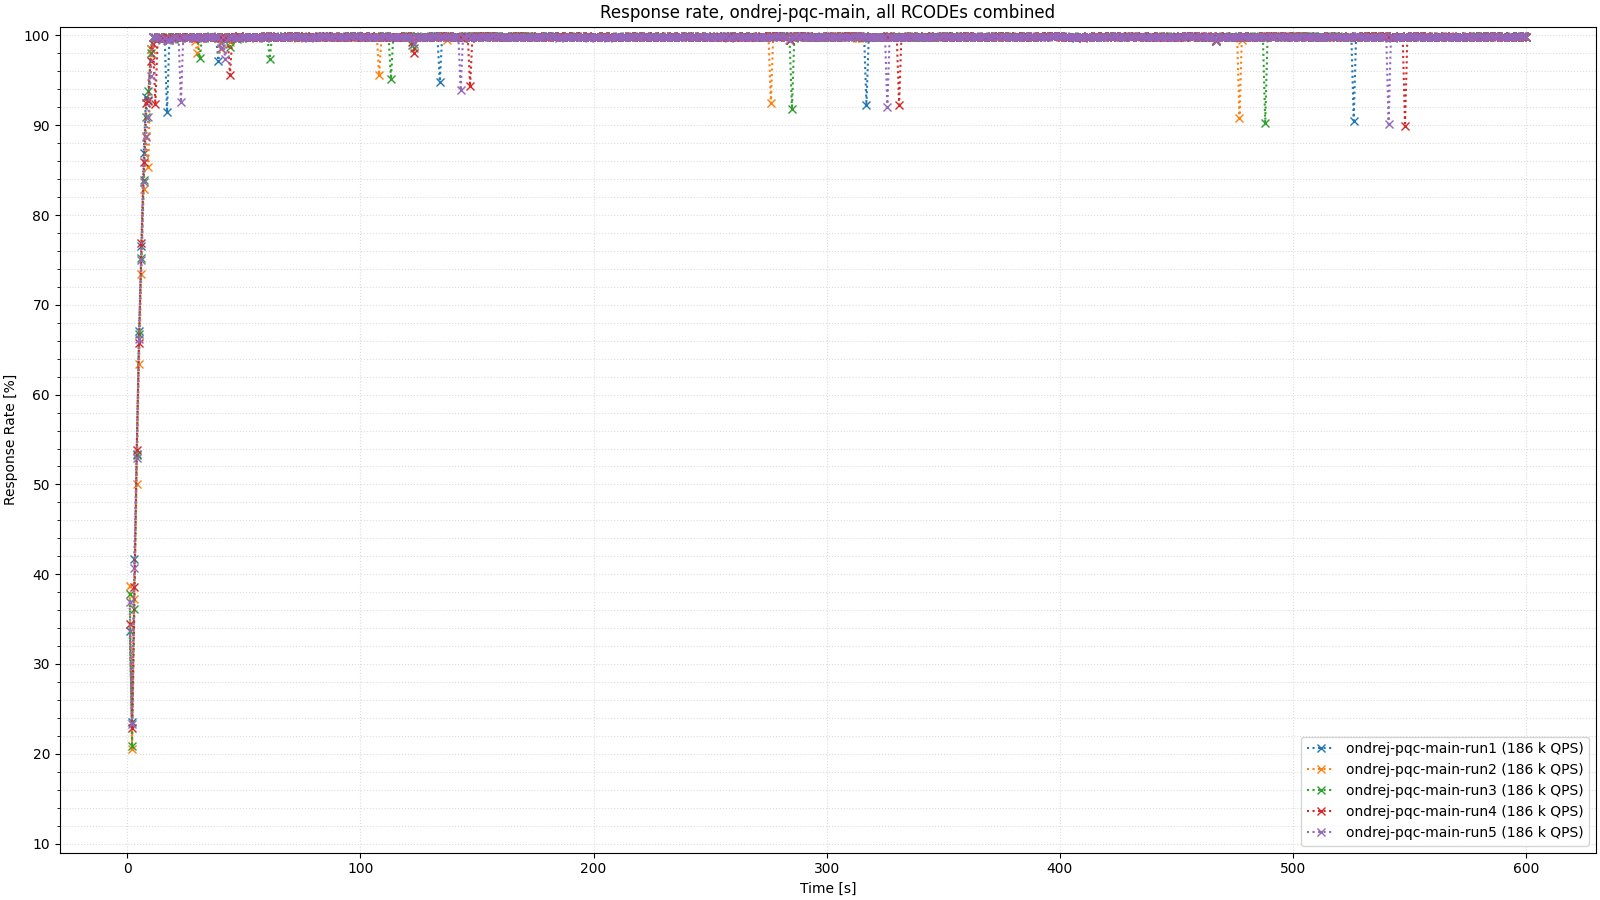 Response rate, ondrej-pqc-main, all RCODEs combined
Response Rate [%]
100
90
80
70
60
50
40
30
20
10
0
100
200
300
400
500
600
Time [s]
ondrej-pqc-main-run1 (186 k QPS)
ondrej-pqc-main-run2 (186 k QPS)
ondrej-pqc-main-run3 (186 k QPS)
ondrej-pqc-main-run4 (186 k QPS)
ondrej-pqc-main-run5 (186 k QPS)